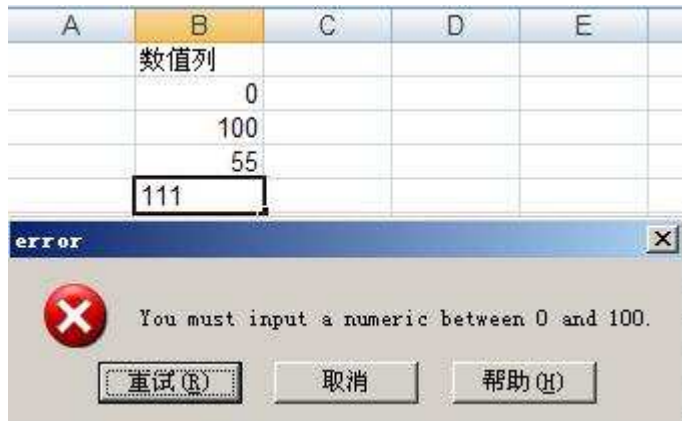 A B C D E
数值列
0
100
55
111
error
You must input a numeric between 0 and 100.
重试(R) 取消 帮助(H)